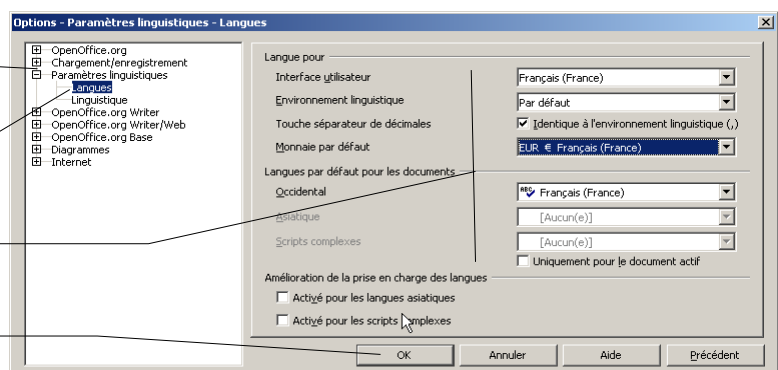 Options - Paramètres linguistiques - Langues
OpenOffice.org
Chargement/enregistrement
Paramètres linguistiques
Langues
Linguistique
OpenOffice.org Writer
OpenOffice.org Writer/Web
OpenOffice.org Base
Diagrammes
Internet
Langue pour
Interface utilisateur
Français (France)
Environnement linguistique
Par défaut
Touche séparateur de décimales
Identique à l'environnement linguistique (,)
Monnaie par défaut
EUR € Français (France)
Langues par défaut pour les documents
Occidental
ABC Français (France)
Asiatique
[Aucun(e)]
Scripts complexes
[Aucun(e)]
Uniquement pour le document actif
Amélioration de la prise en charge des langues
Activé pour les langues asiatiques
Activé pour les scripts complexes
OK
Annuler
Aide
Précédent